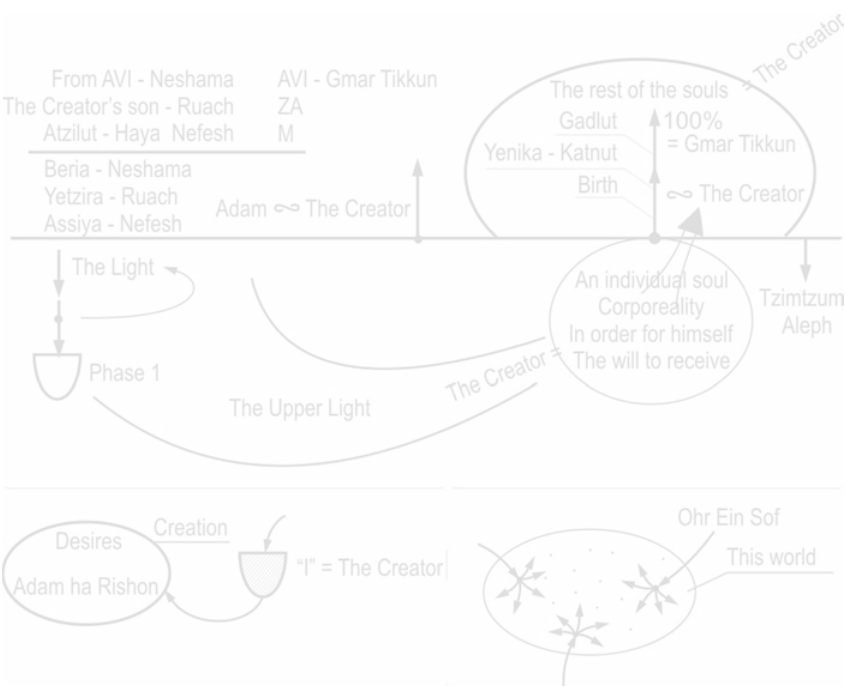 From AVI - Neshama AVI - Gmar Tikkun
The Creator's son - Ruach ZA
Atzilut - Haya Nefesh M
Beria - Neshama
Yetzira - Ruach
Assiya - Nefesh
Adam ∾ The Creator
= The Creator
The rest of the souls
Gadlut 100%
= Gmar Tikkun
Yenika - Katnut
Birth
∾ The Creator
The Light
Phase 1
The Upper Light
The Creator =
An individual soul
Corporeality
In order for himself
The will to receive
Tzimtzum
Aleph
Desires
Adam ha Rishon
Creation
"I" = The Creator
Ohr Ein Sof
This world